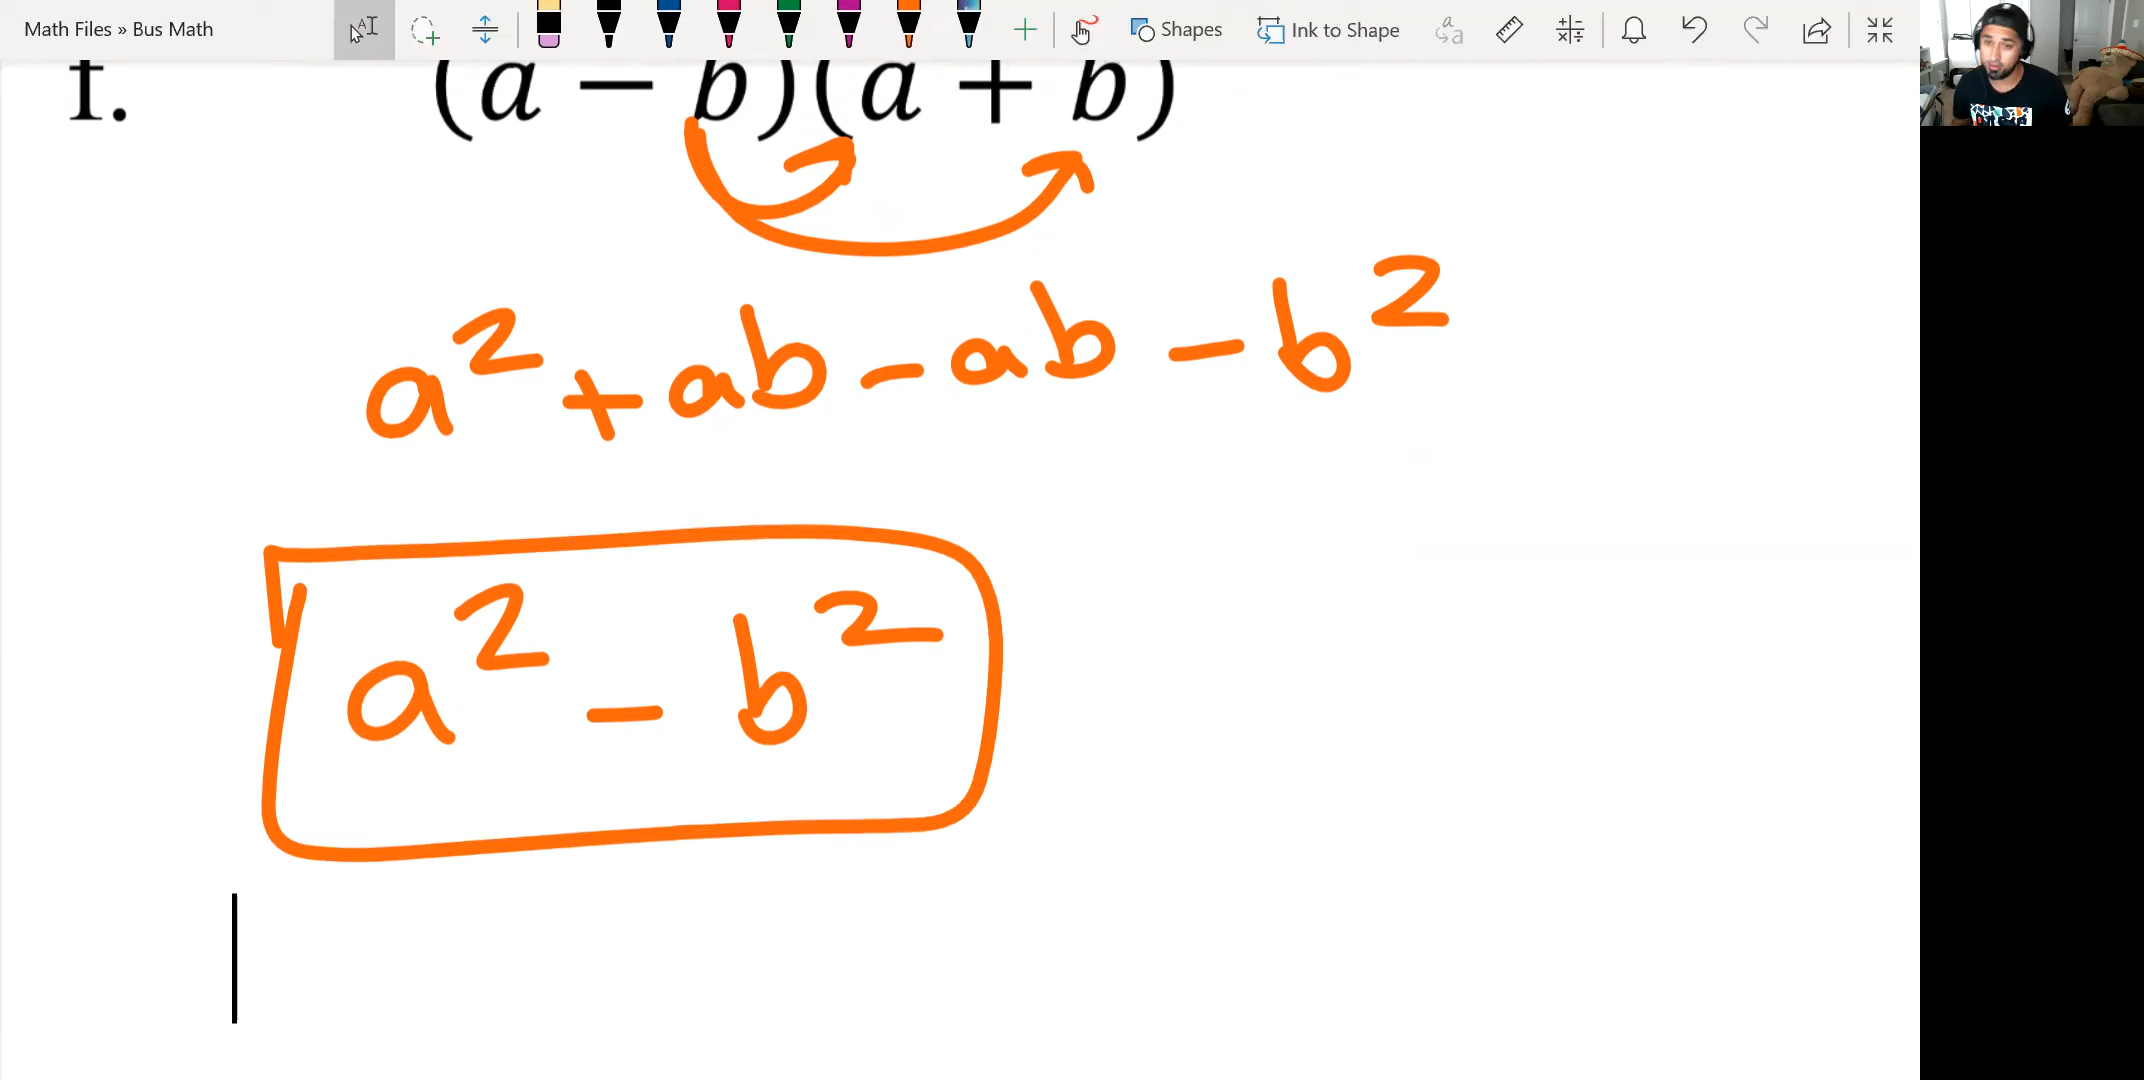 Math Files » Bus Math
Shapes
Ink to Shape
f. (a − b)(a + b)
a² + ab − ab − b²
a² − b²